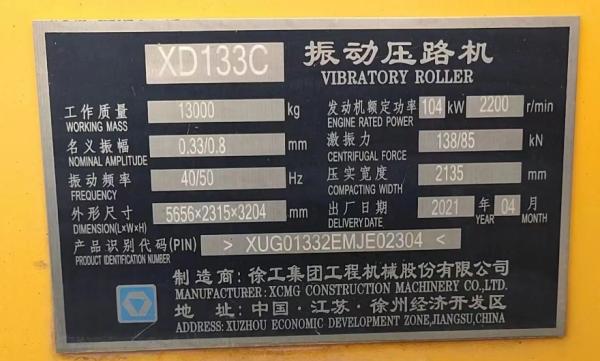 XD133C 振动压路机
VIBRATORY ROLLER
工作质量 13000 kg 发动机额定功率 104 kW 2200 r/min
WORKING MASS ENGINE RATED POWER
名义振幅 0.33/0.8 mm 激振力 138/85 kN
NOMINAL AMPLITUDE CENTRIFUGAL FORCE
振动频率 40/50 Hz 压实宽度 2135 mm
FREQUENCY COMPACTING WIDTH
外形尺寸 5656×2315×3204 mm 出厂日期 2021 年 04 月
DIMENSION(L×W×H) DELIVERY DATE YEAR MONTH
产品识别代码(PIN) > XUG01332EMJE02304 <
PRODUCT IDENTIFICATION NUMBER
制造商:徐工集团工程机械股份有限公司
MANUFACTURER: XCMG CONSTRUCTION MACHINERY CO.,LTD.
地 址:中国·江苏·徐州经济开发区
ADDRESS: XUZHOU ECONOMIC DEVELOPMENT ZONE,JIANGSU,CHINA